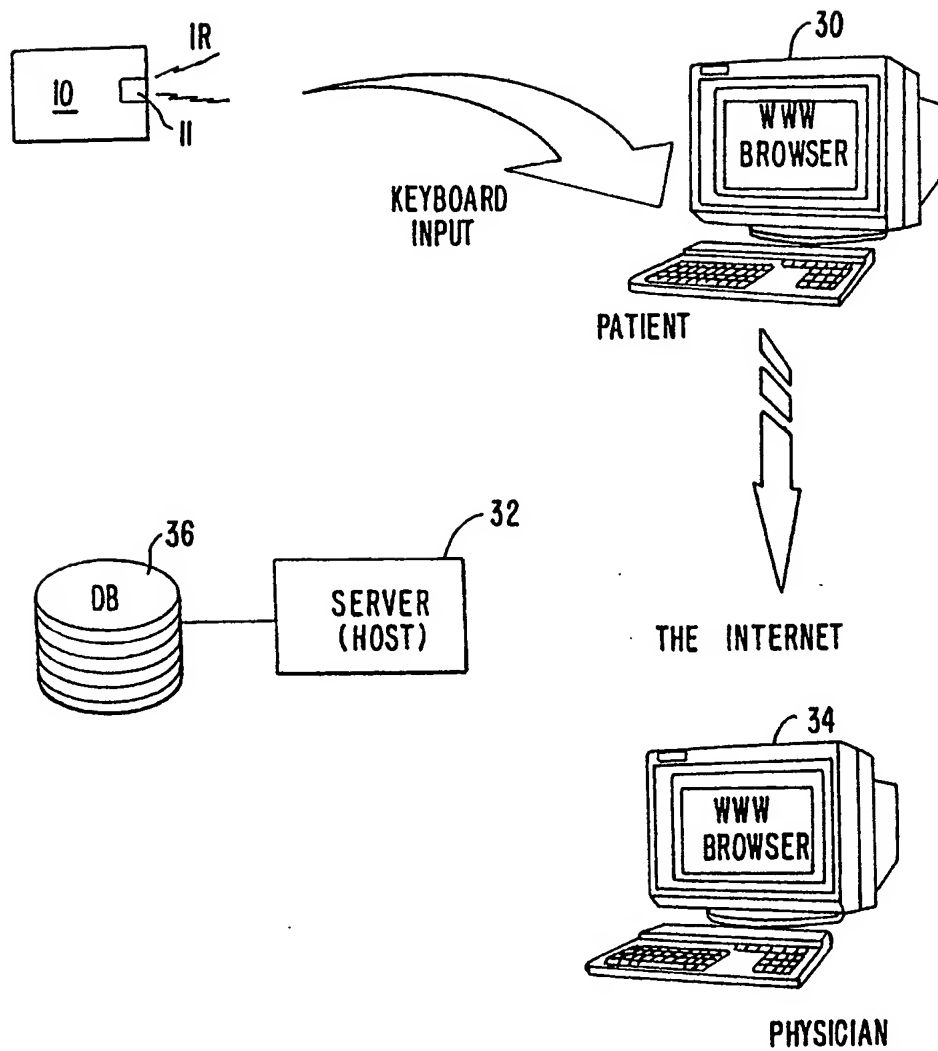 IR
10
11
30
WWW
BROWSER
KEYBOARD
INPUT
PATIENT
36
DB
32
SERVER
(HOST)
THE INTERNET
34
WWW
BROWSER
PHYSICIAN